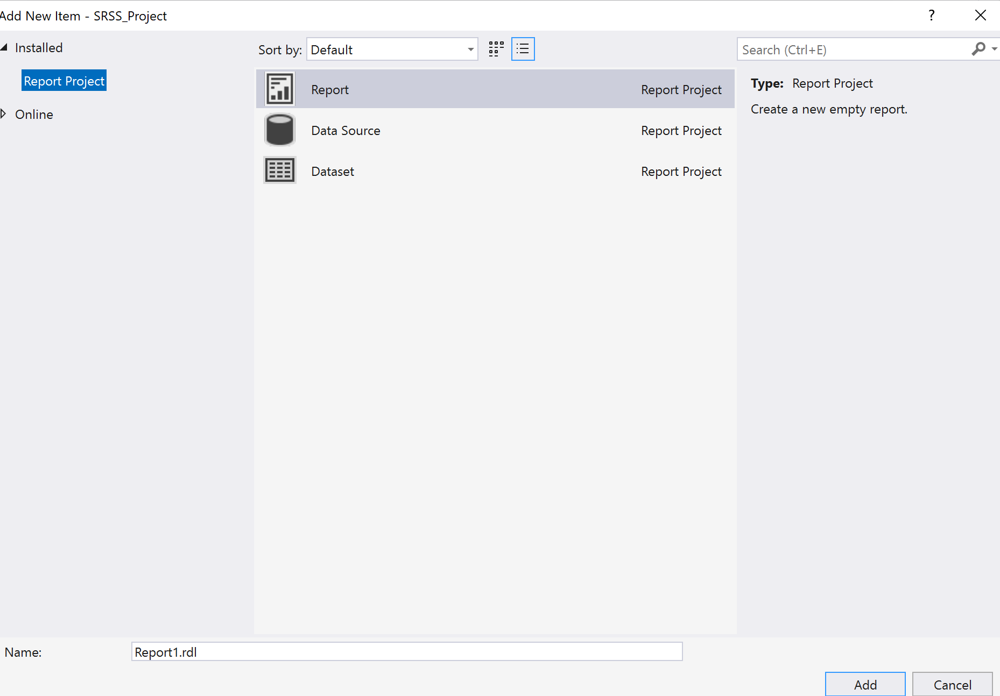 Add New Item - SRSS_Project
?
Installed
Report Project
Online
Sort by: Default
Search (Ctrl+E)
Report Report Project
Data Source Report Project
Dataset Report Project
Type: Report Project
Create a new empty report.
Name: Report1.rdl
Add Cancel